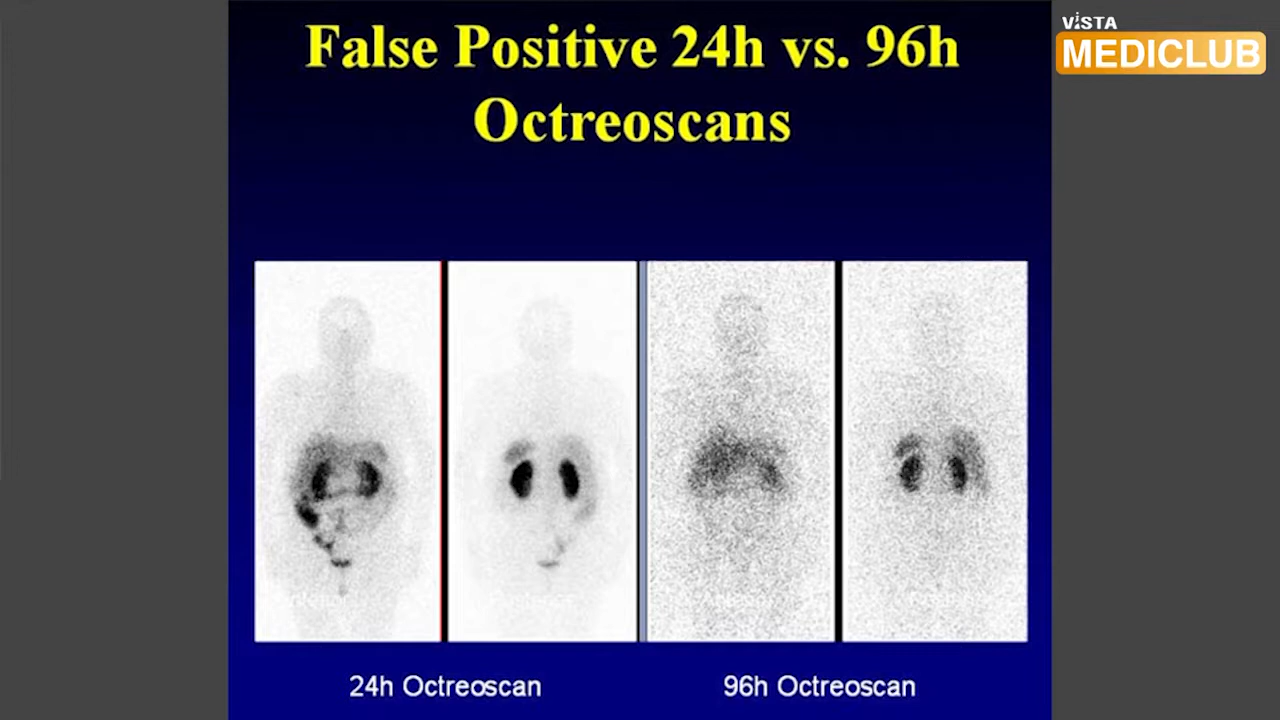 ViSTA
MEDICLUB
False Positive 24h vs. 96h
Octreoscans
24h Octreoscan
96h Octreoscan